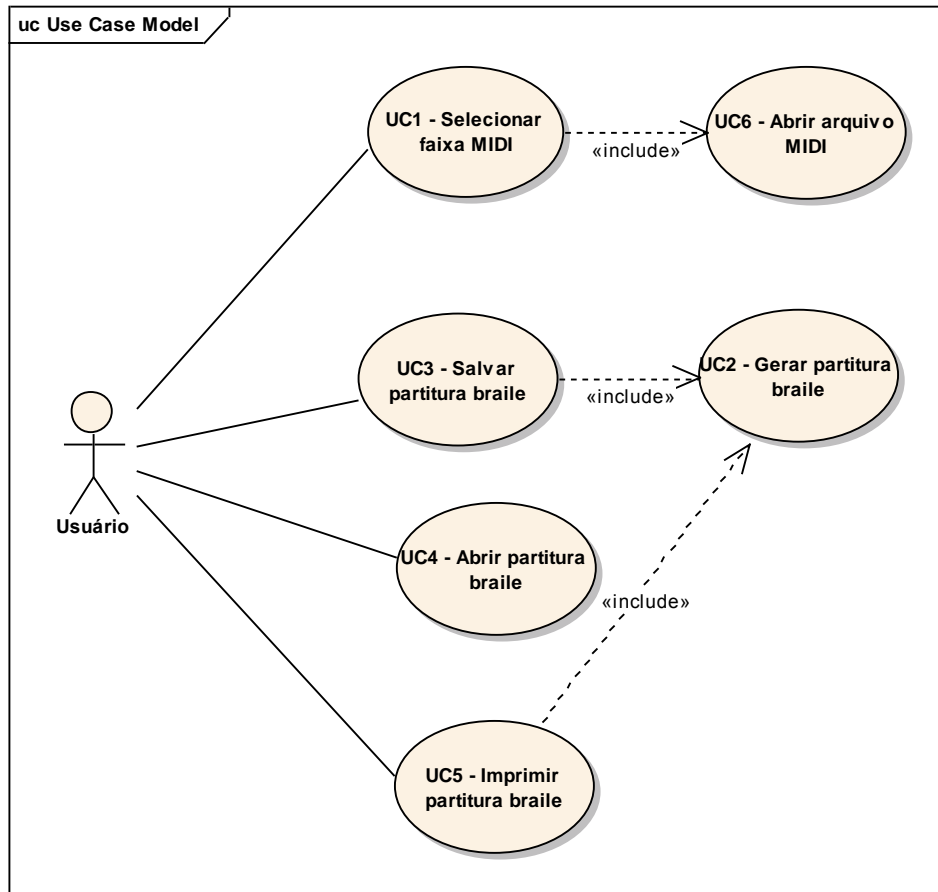 uc Use Case Model
UC1 - Selecionar
faixa MIDI
«include»
UC6 - Abrir arquivo
MIDI
UC3 - Salvar
partitura braile
«include»
UC2 - Gerar partitura
braile
Usuário
UC4 - Abrir partitura
braile
«include»
UC5 - Imprimir
partitura braile